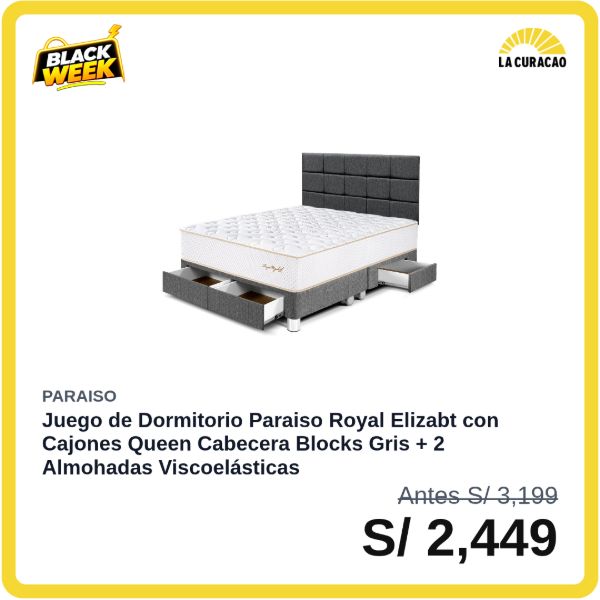 BLACK
WEEK
LA CURACAO
PARAISO
Juego de Dormitorio Paraiso Royal Elizabt con
Cajones Queen Cabecera Blocks Gris + 2
Almohadas Viscoelásticas
Antes S/ 3,199
S/ 2,449